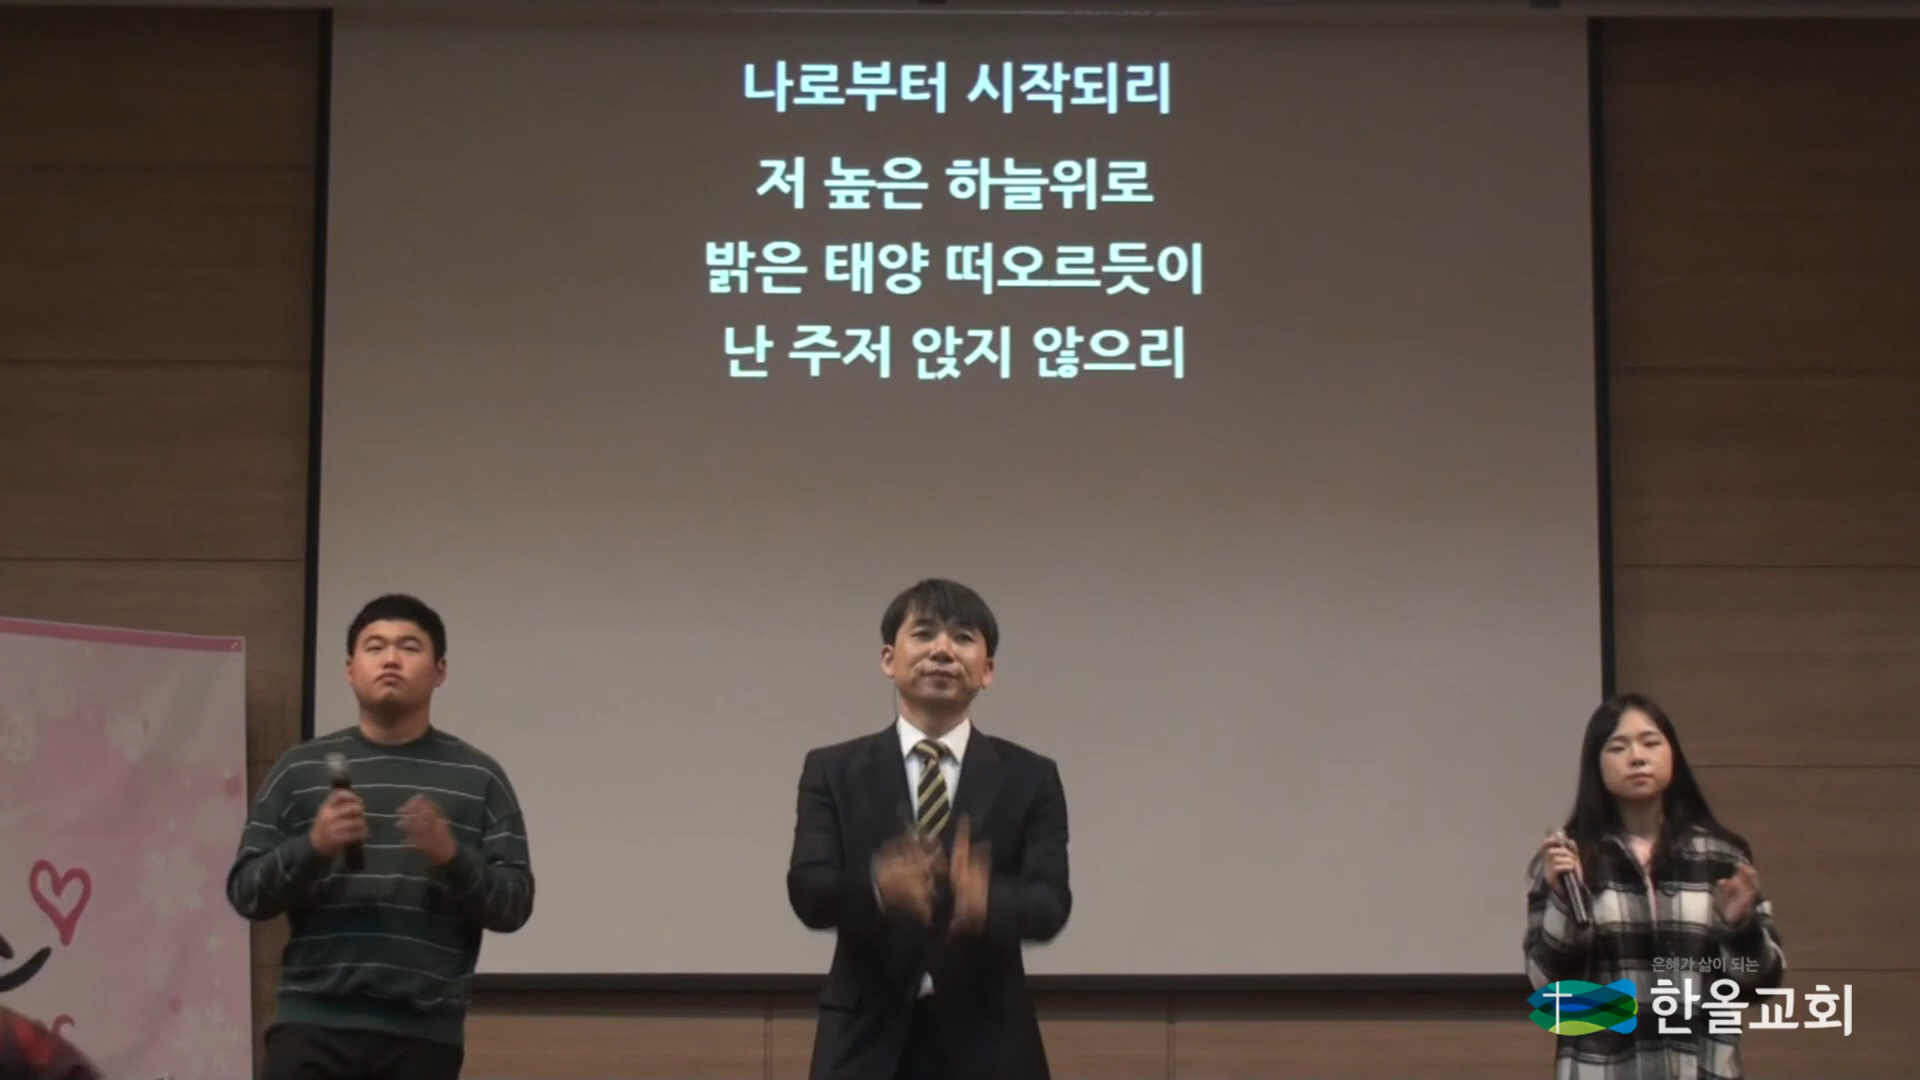 나로부터 시작되리
저 높은 하늘위로
밝은 태양 떠오르듯이
난 주저 앉지 않으리
은혜가 삶이 되는
한올교회